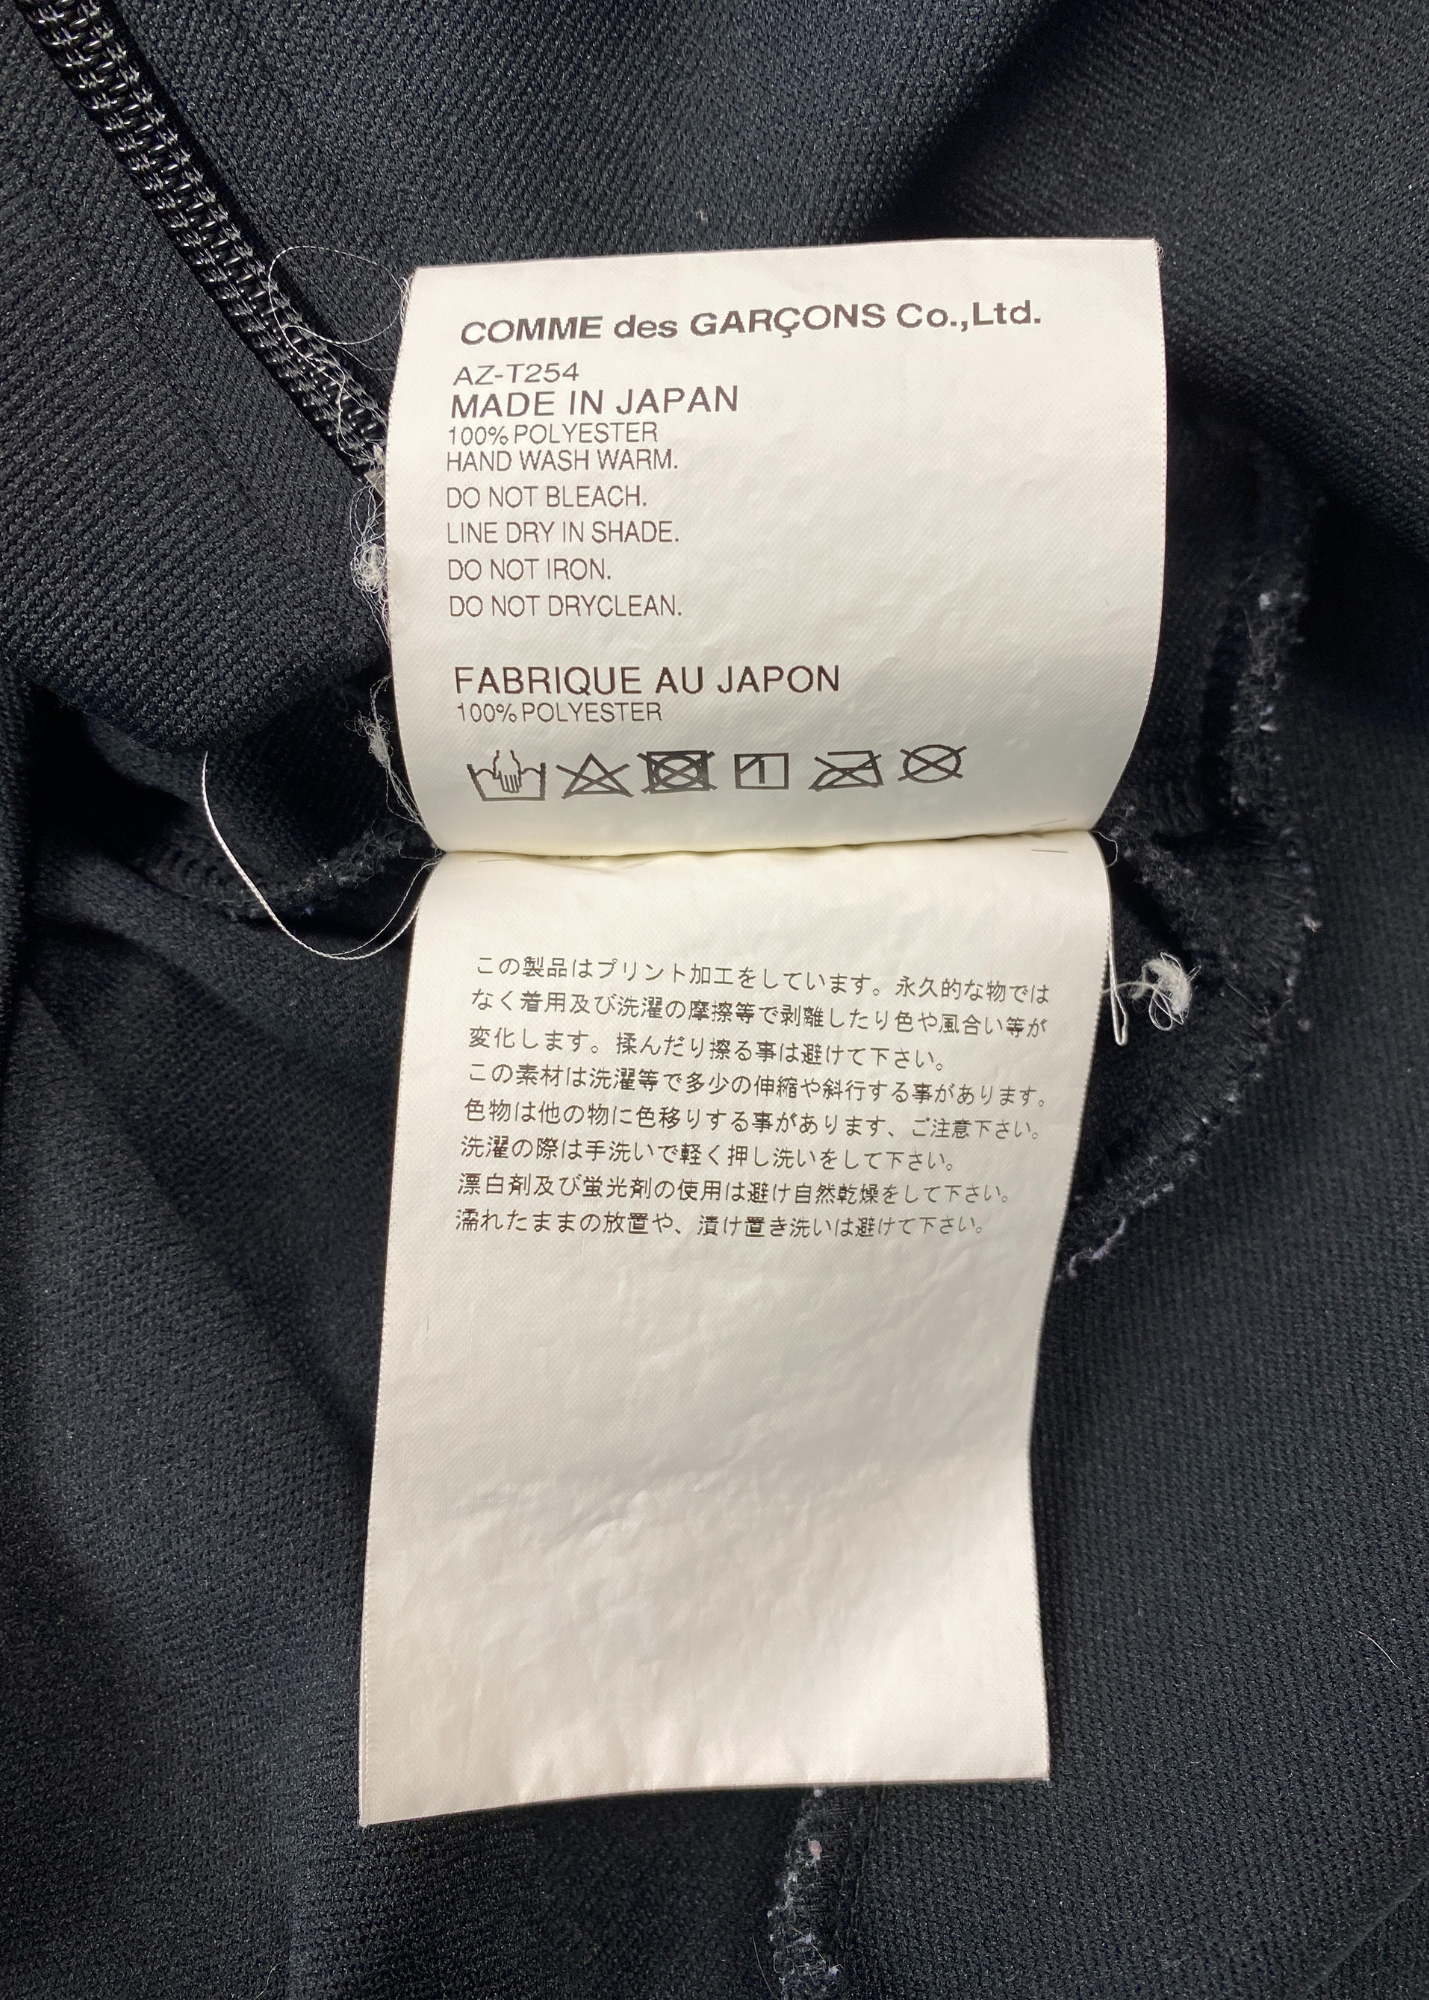 COMME des GARÇONS Co.,Ltd.
AZ-T254
MADE IN JAPAN
100% POLYESTER
HAND WASH WARM.
DO NOT BLEACH.
LINE DRY IN SHADE.
DO NOT IRON.
DO NOT DRYCLEAN.
FABRIQUE AU JAPON
100% POLYESTER
この製品はプリント加工をしています。永久的な物では
なく着用及び洗濯の摩擦等で剥離したり色や風合い等が
変化します。揉んだり擦る事は避けて下さい。
この素材は洗濯等で多少の伸縮や斜行する事があります。
色物は他の物に色移りする事があります、ご注意下さい。
洗濯の際は手洗いで軽く押し洗いをして下さい。
漂白剤及び蛍光剤の使用は避け自然乾燥をして下さい。
濡れたままの放置や、漬け置き洗いは避けて下さい。